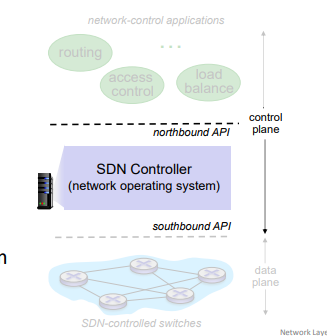 network-control applications
routing
...
access
control
load
balance
control
plane
northbound API
SDN Controller
(network operating system)
southbound API
data
plane
SDN-controlled switches
Network Laye